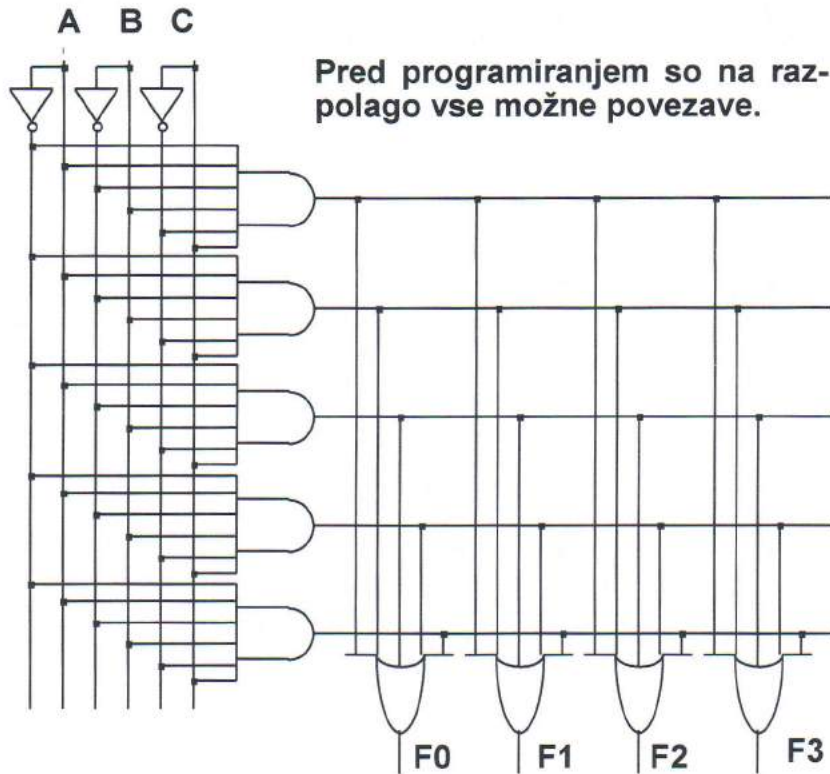 A B C
Pred programiranjem so na raz-
polago vse možne povezave.
F0 F1 F2 F3